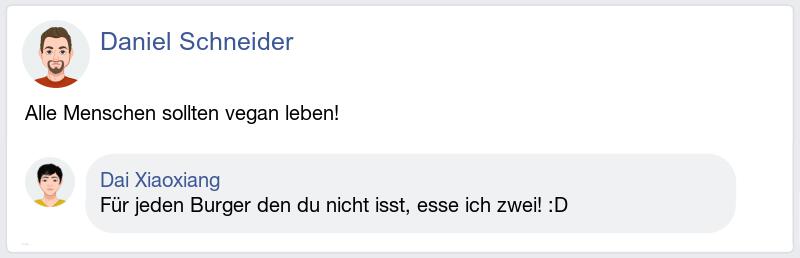 Daniel Schneider
Alle Menschen sollten vegan leben!
Dai Xiaoxiang
Für jeden Burger den du nicht isst, esse ich zwei! :D